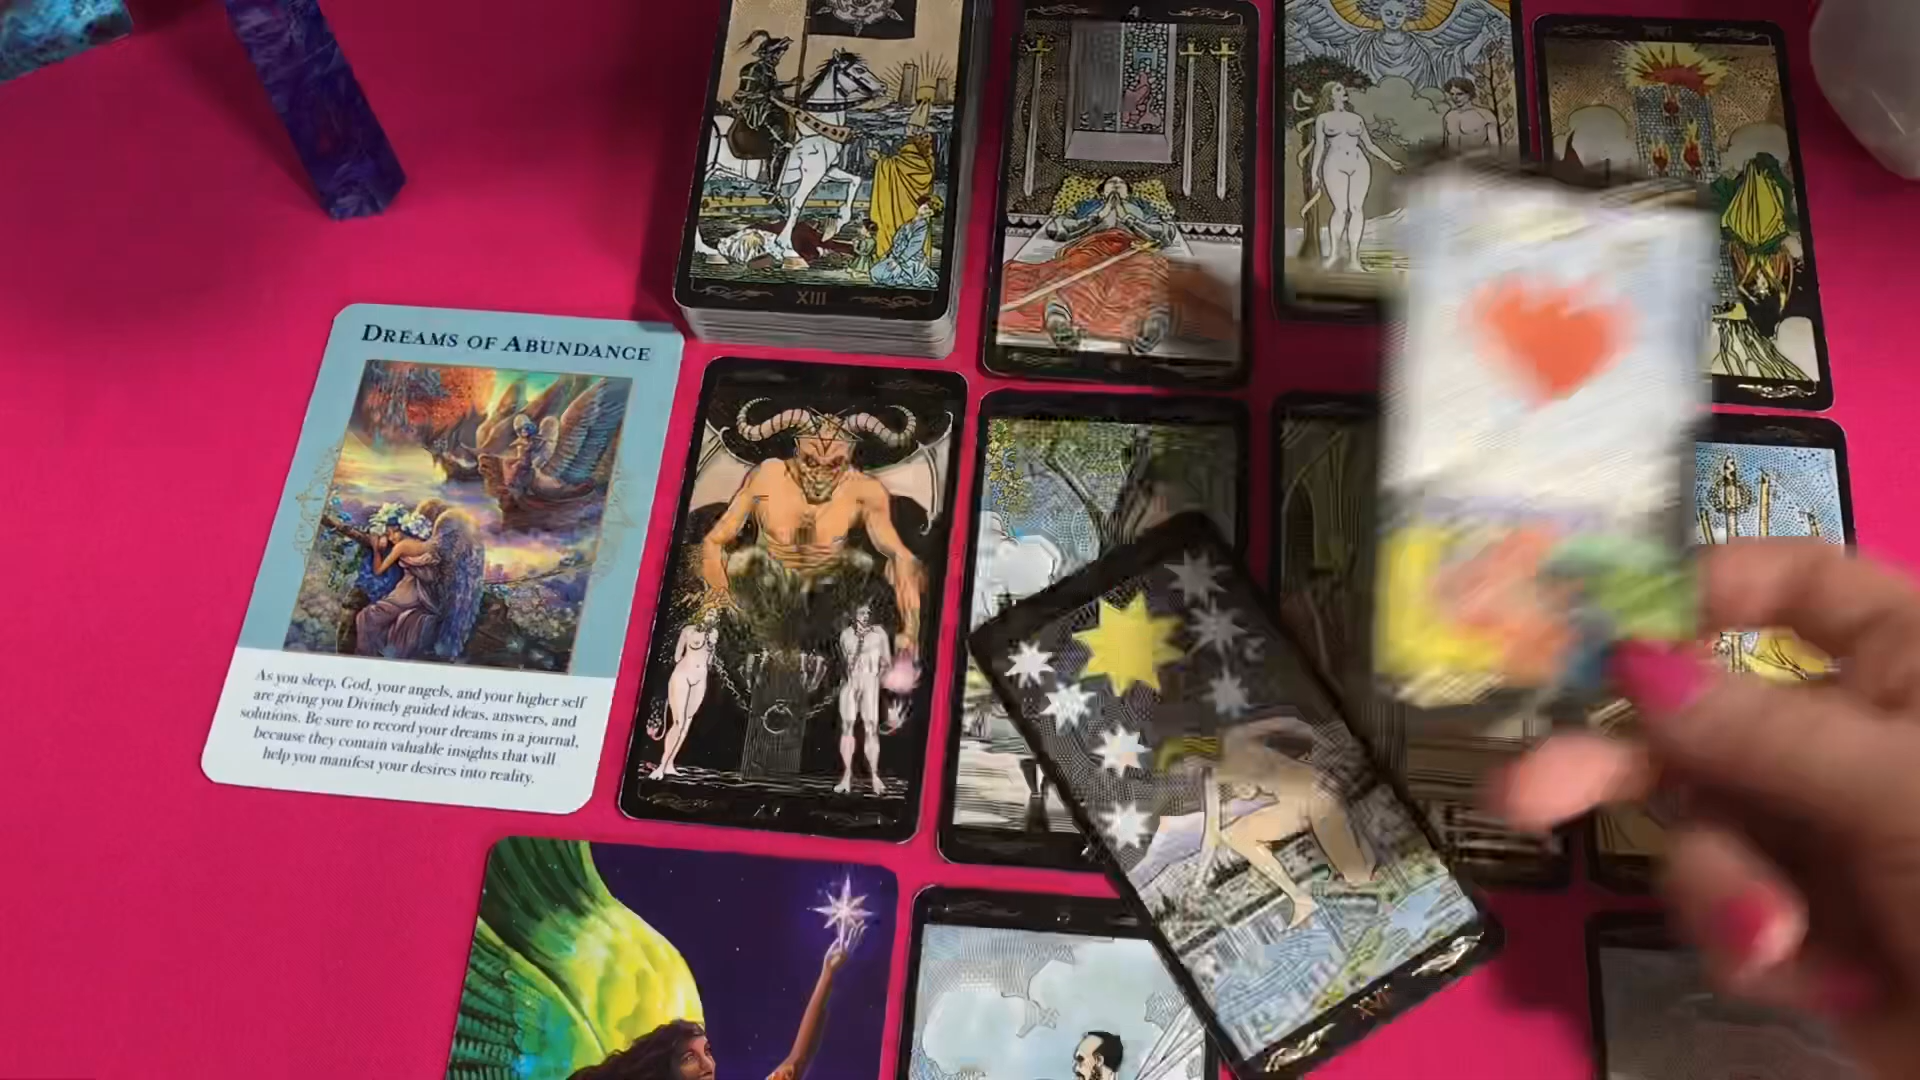 XIII
DREAMS OF ABUNDANCE
As you sleep, God, your angels, and your higher self
are giving you Divinely guided ideas, answers, and
solutions. Be sure to record your dreams in a journal,
because they contain valuable insights that will
help you manifest your desires into reality.